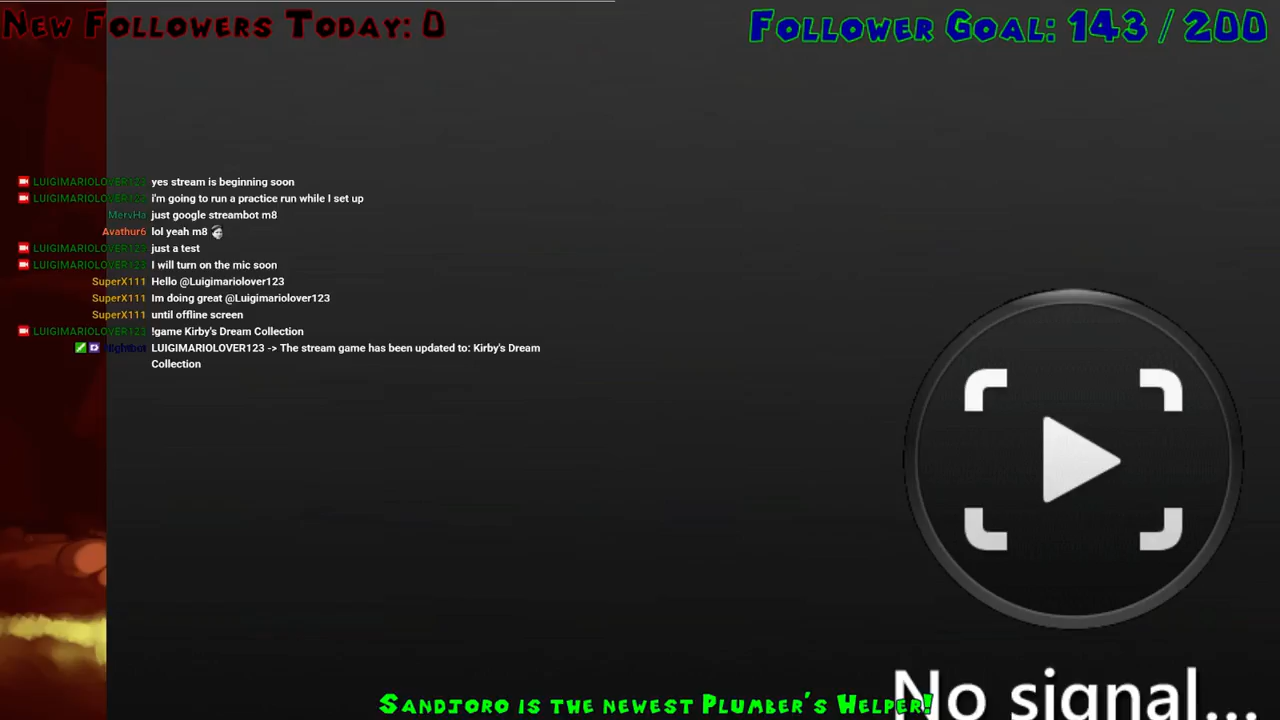 New Followers Today: 0
Follower Goal: 143 / 200
LUIGIMARIOLOVER123 yes stream is beginning soon
LUIGIMARIOLOVER123 i'm going to run a practice run while I set up
MervHa just google streambot m8
Avathur6 lol yeah m8
LUIGIMARIOLOVER123 just a test
LUIGIMARIOLOVER123 I will turn on the mic soon
SuperX111 Hello @Luigimariolover123
SuperX111 Im doing great @Luigimariolover123
SuperX111 until offline screen
LUIGIMARIOLOVER123 !game Kirby's Dream Collection
Nightbot LUIGIMARIOLOVER123 -> The stream game has been updated to: Kirby's Dream
Collection
Sandjoro is the newest Plumber's Helper!
No signal...